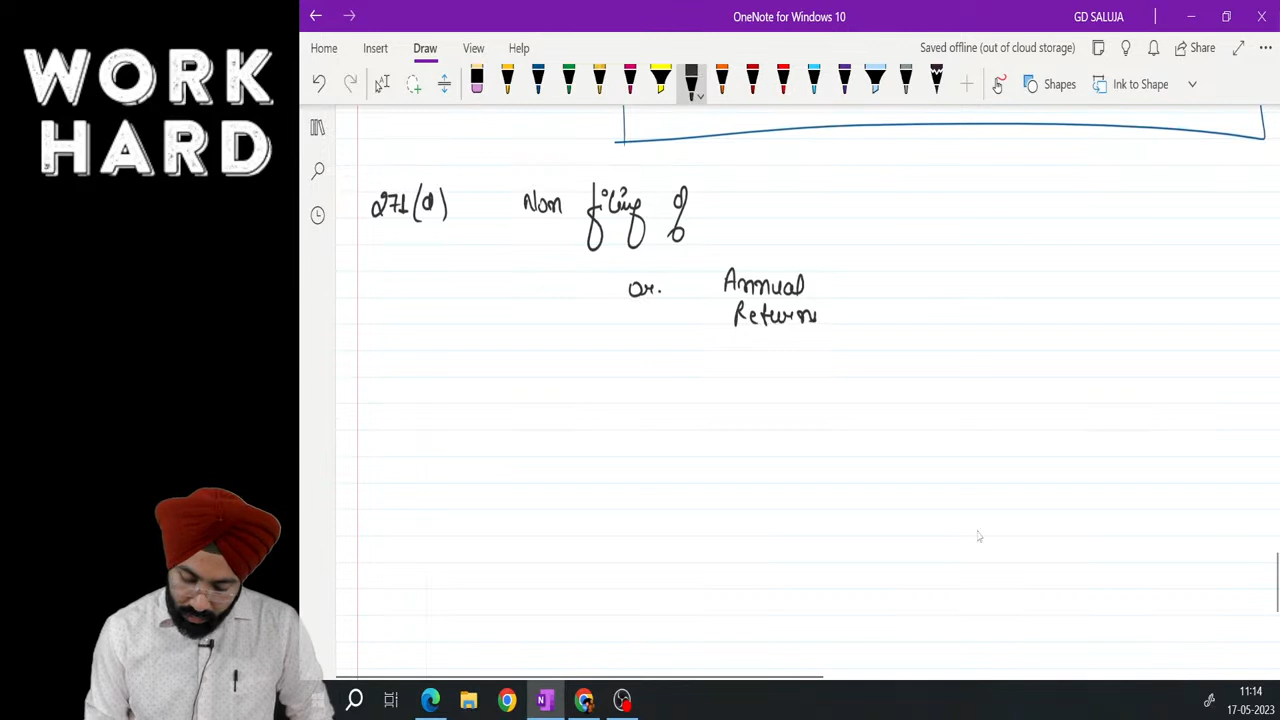 WORK
HARD
OneNote for Windows 10
GD SALUJA
Home
Insert
Draw
View
Help
Saved offline (out of cloud storage)
Share
Shapes
Ink to Shape
271(d) Non filing of
or. Annual
Returns
11:14
17-05-2023